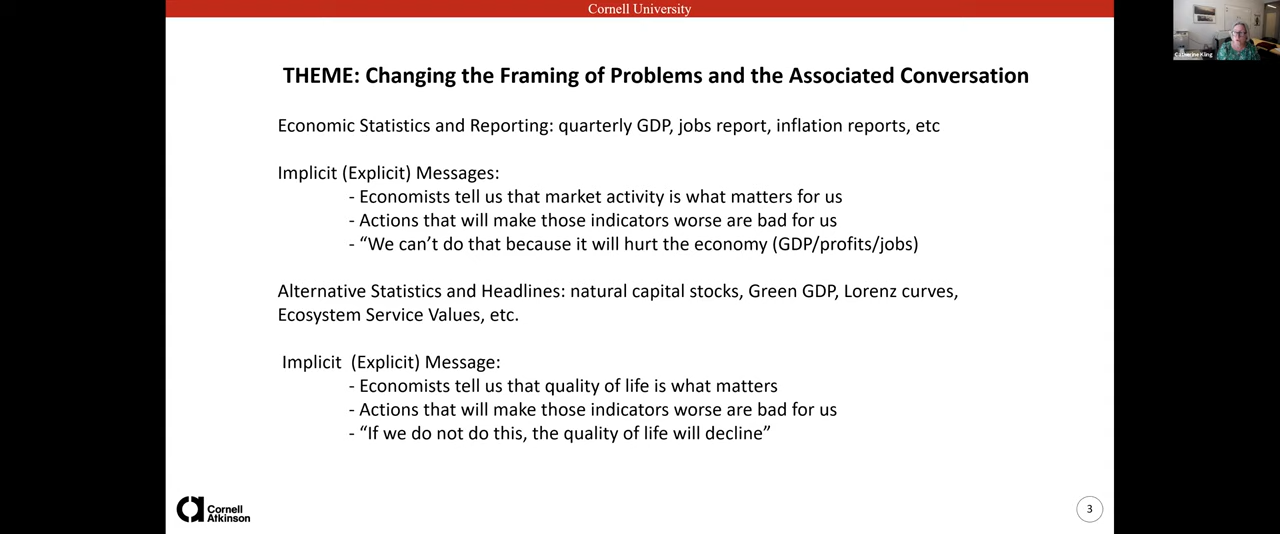 Cornell University
Catherine Kling
THEME: Changing the Framing of Problems and the Associated Conversation
Economic Statistics and Reporting: quarterly GDP, jobs report, inflation reports, etc
Implicit (Explicit) Messages:
- Economists tell us that market activity is what matters for us
- Actions that will make those indicators worse are bad for us
- “We can’t do that because it will hurt the economy (GDP/profits/jobs)
Alternative Statistics and Headlines: natural capital stocks, Green GDP, Lorenz curves,
Ecosystem Service Values, etc.
Implicit (Explicit) Message:
- Economists tell us that quality of life is what matters
- Actions that will make those indicators worse are bad for us
- “If we do not do this, the quality of life will decline”
Cornell
Atkinson
3